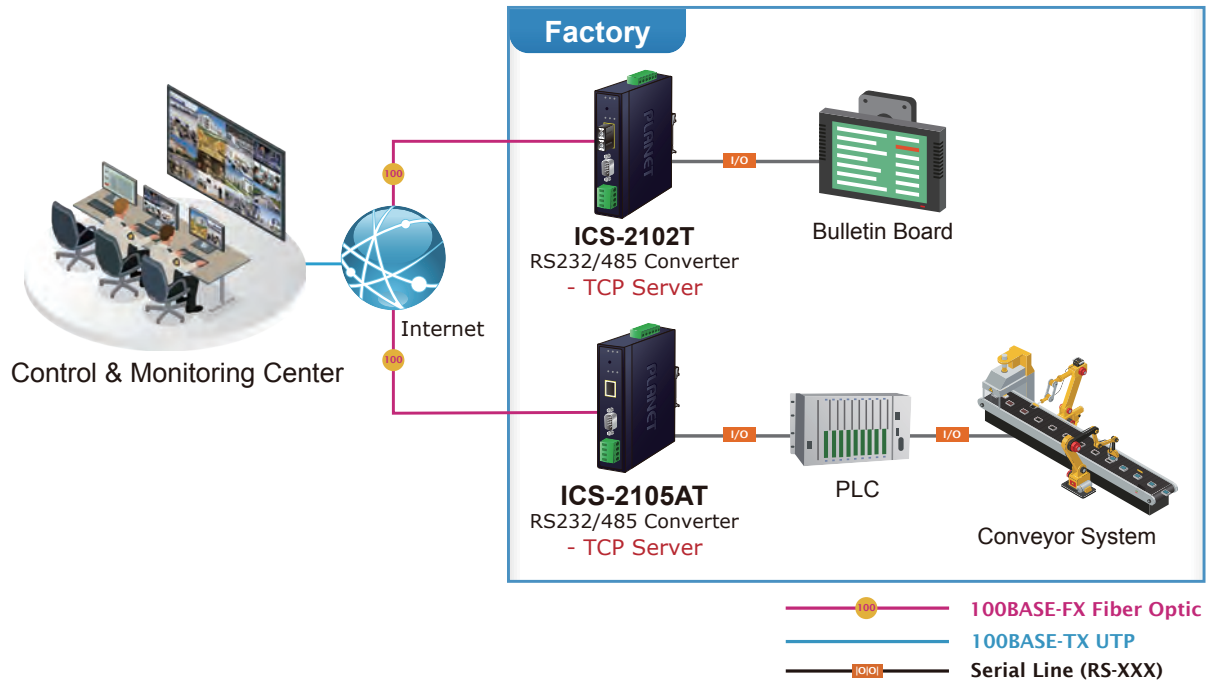 Factory
PLANET
100
I/O
ICS-2102T
RS232/485 Converter
- TCP Server
Bulletin Board
Internet
Control & Monitoring Center
100
PLANET
I/O
I/O
ICS-2105AT
RS232/485 Converter
- TCP Server
PLC
Conveyor System
100
100BASE-FX Fiber Optic
100BASE-TX UTP
|O|O|
Serial Line (RS-XXX)